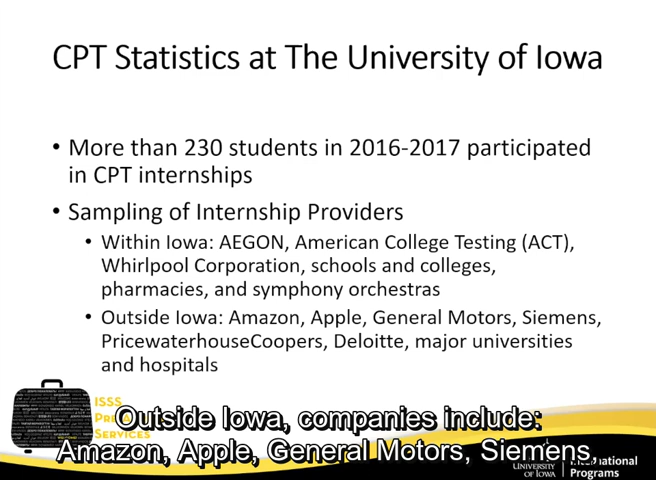 CPT Statistics at The University of Iowa
• More than 230 students in 2016-2017 participated
in CPT internships
• Sampling of Internship Providers
• Within Iowa: AEGON, American College Testing (ACT),
Whirlpool Corporation, schools and colleges,
pharmacies, and symphony orchestras
• Outside Iowa: Amazon, Apple, General Motors, Siemens,
PricewaterhouseCoopers, Deloitte, major universities
and hospitals
ISSS
SERVICES
Outside Iowa, companies include:
Amazon, Apple, General Motors, Siemens,
UNIVERSITY
OF IOWA
International
Programs